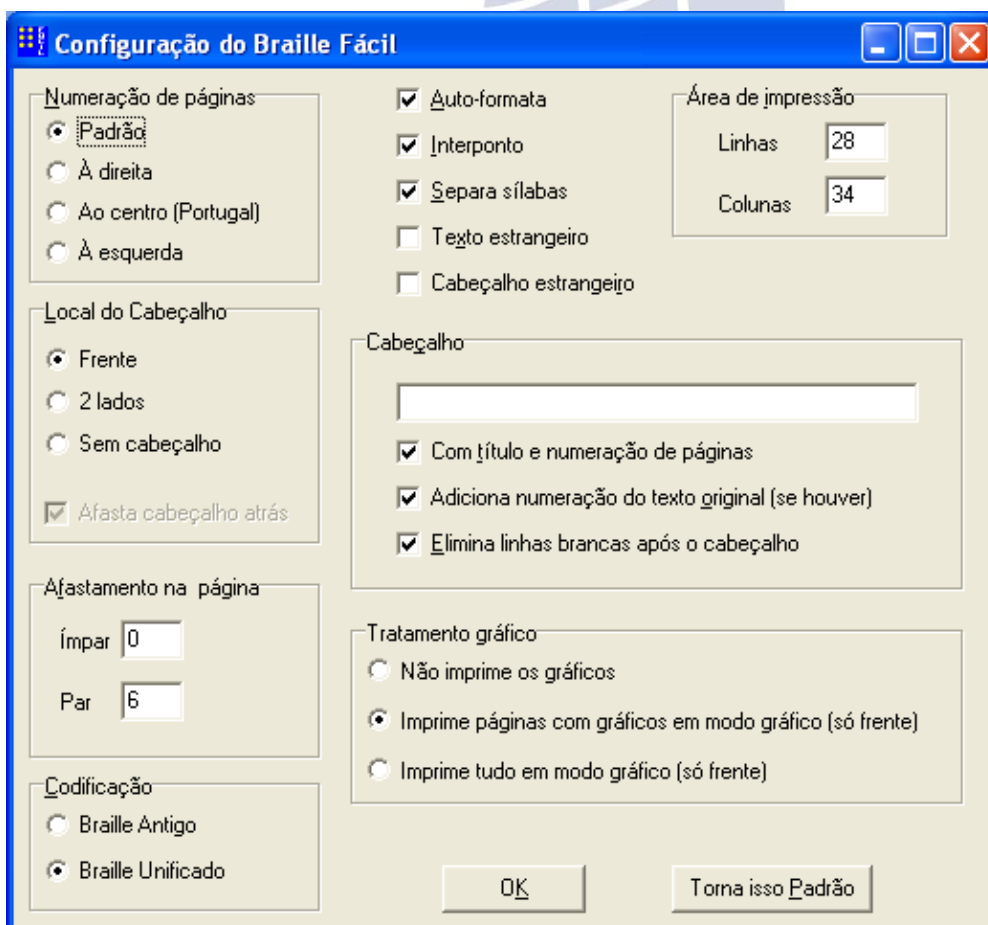 Configuração do Braille Fácil
Numeração de páginas
Padrão
À direita
Ao centro (Portugal)
À esquerda
Auto-formata
Interponto
Separa sílabas
Texto estrangeiro
Cabeçalho estrangeiro
Área de impressão
Linhas 28
Colunas 34
Local do Cabeçalho
Frente
2 lados
Sem cabeçalho
Afasta cabeçalho atrás
Cabeçalho
Com título e numeração de páginas
Adiciona numeração do texto original (se houver)
Elimina linhas brancas após o cabeçalho
Afastamento na página
Ímpar 0
Par 6
Tratamento gráfico
Não imprime os gráficos
Imprime páginas com gráficos em modo gráfico (só frente)
Imprime tudo em modo gráfico (só frente)
Codificação
Braille Antigo
Braille Unificado
OK
Torna isso Padrão